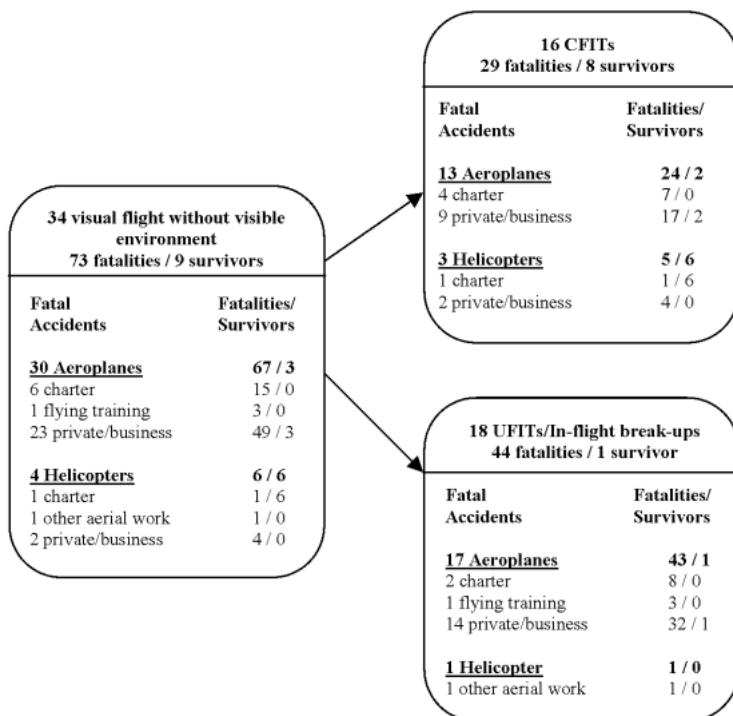 34 visual flight without visible
environment
73 fatalities / 9 survivors
Fatal Fatalities/
Accidents Survivors
30 Aeroplanes 67 / 3
6 charter 15 / 0
1 flying training 3 / 0
23 private/business 49 / 3
4 Helicopters 6 / 6
1 charter 1 / 6
1 other aerial work 1 / 0
2 private/business 4 / 0
16 CFITs
29 fatalities / 8 survivors
Fatal Fatalities/
Accidents Survivors
13 Aeroplanes 24 / 2
4 charter 7 / 0
9 private/business 17 / 2
3 Helicopters 5 / 6
1 charter 1 / 6
2 private/business 4 / 0
18 UFITs/In-flight break-ups
44 fatalities / 1 survivor
Fatal Fatalities/
Accidents Survivors
17 Aeroplanes 43 / 1
2 charter 8 / 0
1 flying training 3 / 0
14 private/business 32 / 1
1 Helicopter 1 / 0
1 other aerial work 1 / 0